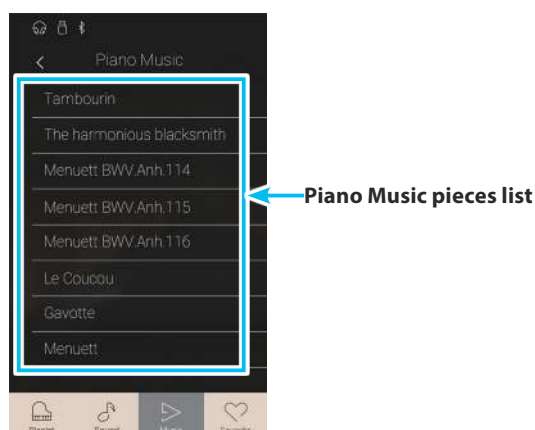 Piano Music
Tambourin
The harmonious blacksmith
Menuett BWV.Anh.114
Menuett BWV.Anh.115
Menuett BWV.Anh.116
Le Coucou
Gavotte
Menuett
Piano Music pieces list